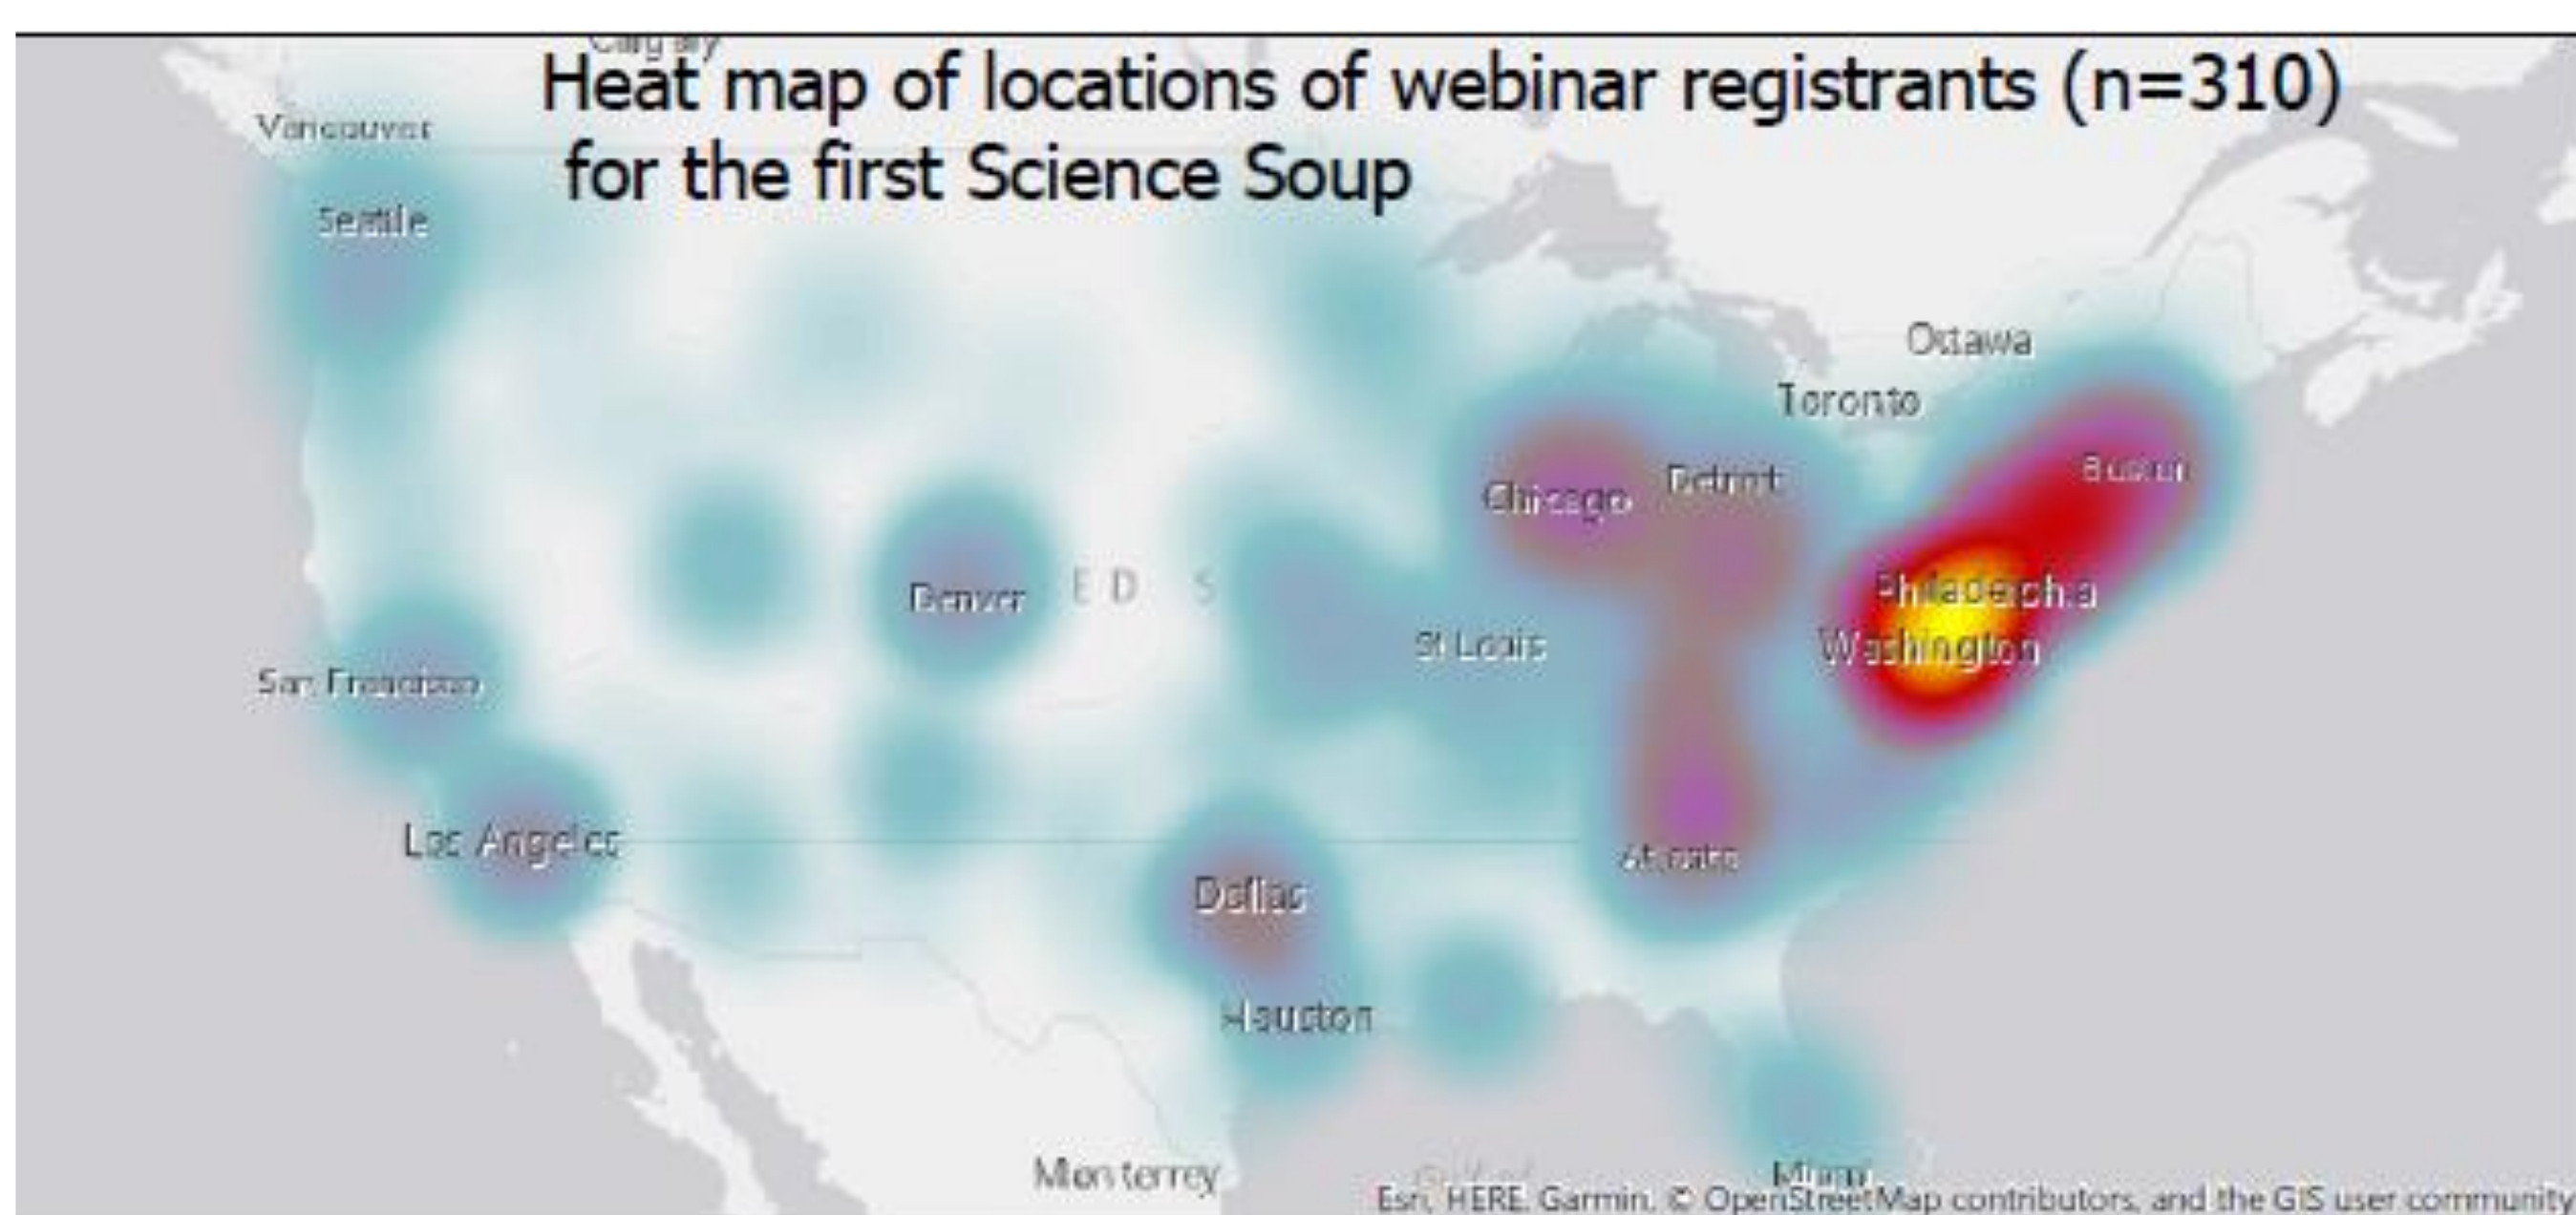 Calgary
Heat map of locations of webinar registrants (n=310)
for the first Science Soup
Vancouver
Seattle
Ottawa
Toronto
Boston
Detroit
Chicago
Denver
E D S
Philadelphia
St Louis
Washington
San Francisco
Los Angeles
Atlanta
Dallas
Houston
Monterrey
Miami
Esri, HERE, Garmin, © OpenStreetMap contributors, and the GIS user community